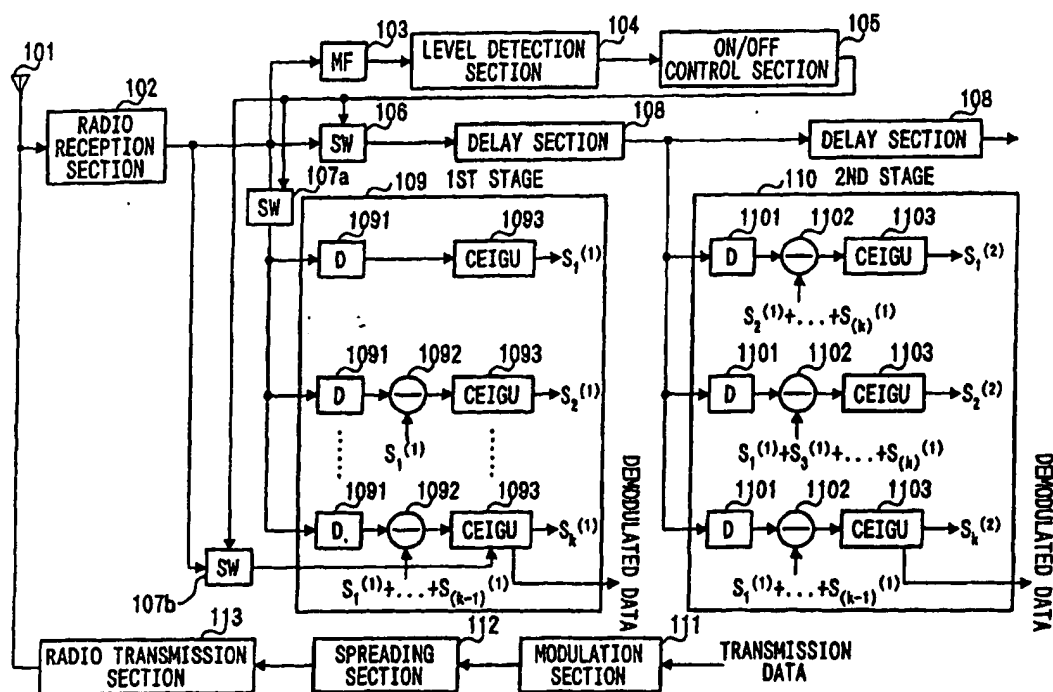 101
102
RADIO
RECEPTION
SECTION
103
MF
104
LEVEL DETECTION
SECTION
105
ON/OFF
CONTROL SECTION
106
SW
108
DELAY SECTION
108
DELAY SECTION
107a
SW
109
1ST STAGE
1091
D
1093
CEIGU
S₁⁽¹⁾
1091
D
1092
−
1093
CEIGU
S₂⁽¹⁾
S₁⁽¹⁾
1091
D
1092
−
1093
CEIGU
Sₖ⁽¹⁾
S₁⁽¹⁾+...+S₍ₖ₋₁₎⁽¹⁾
DEMODULATED DATA
SW
107b
110
2ND STAGE
1101
D
1102
−
1103
CEIGU
S₁⁽²⁾
S₂⁽¹⁾+...+S₍ₖ₎⁽¹⁾
1101
D
1102
−
1103
CEIGU
S₂⁽²⁾
S₁⁽¹⁾+S₃⁽¹⁾+...+S₍ₖ₎⁽¹⁾
1101
D
1102
−
1103
CEIGU
Sₖ⁽²⁾
S₁⁽¹⁾+...+S₍ₖ₋₁₎⁽¹⁾
DEMODULATED DATA
113
RADIO TRANSMISSION
SECTION
112
SPREADING
SECTION
111
MODULATION
SECTION
TRANSMISSION
DATA